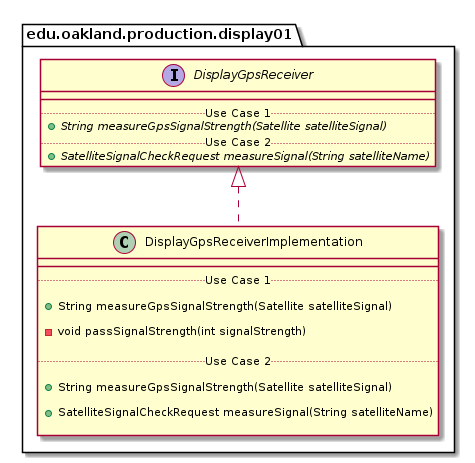 edu.oakland.production.display01
I DisplayGpsReceiver
Use Case 1
String measureGpsSignalStrength(Satellite satelliteSignal)
Use Case 2
SatelliteSignalCheckRequest measureSignal(String satelliteName)
C DisplayGpsReceiverImplementation
Use Case 1
String measureGpsSignalStrength(Satellite satelliteSignal)
void passSignalStrength(int signalStrength)
Use Case 2
String measureGpsSignalStrength(Satellite satelliteSignal)
SatelliteSignalCheckRequest measureSignal(String satelliteName)